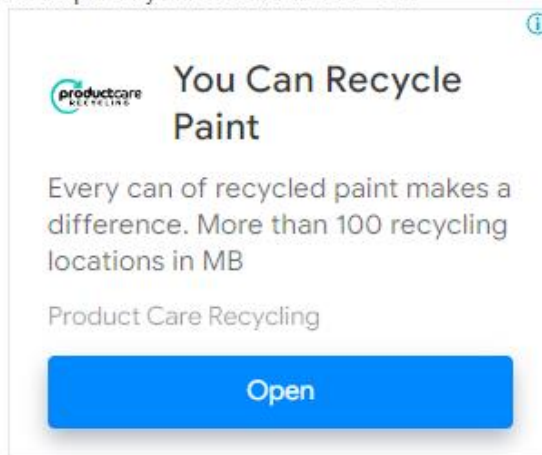 productcare
RECYCLING
You Can Recycle
Paint
Every can of recycled paint makes a
difference. More than 100 recycling
locations in MB
Product Care Recycling
Open